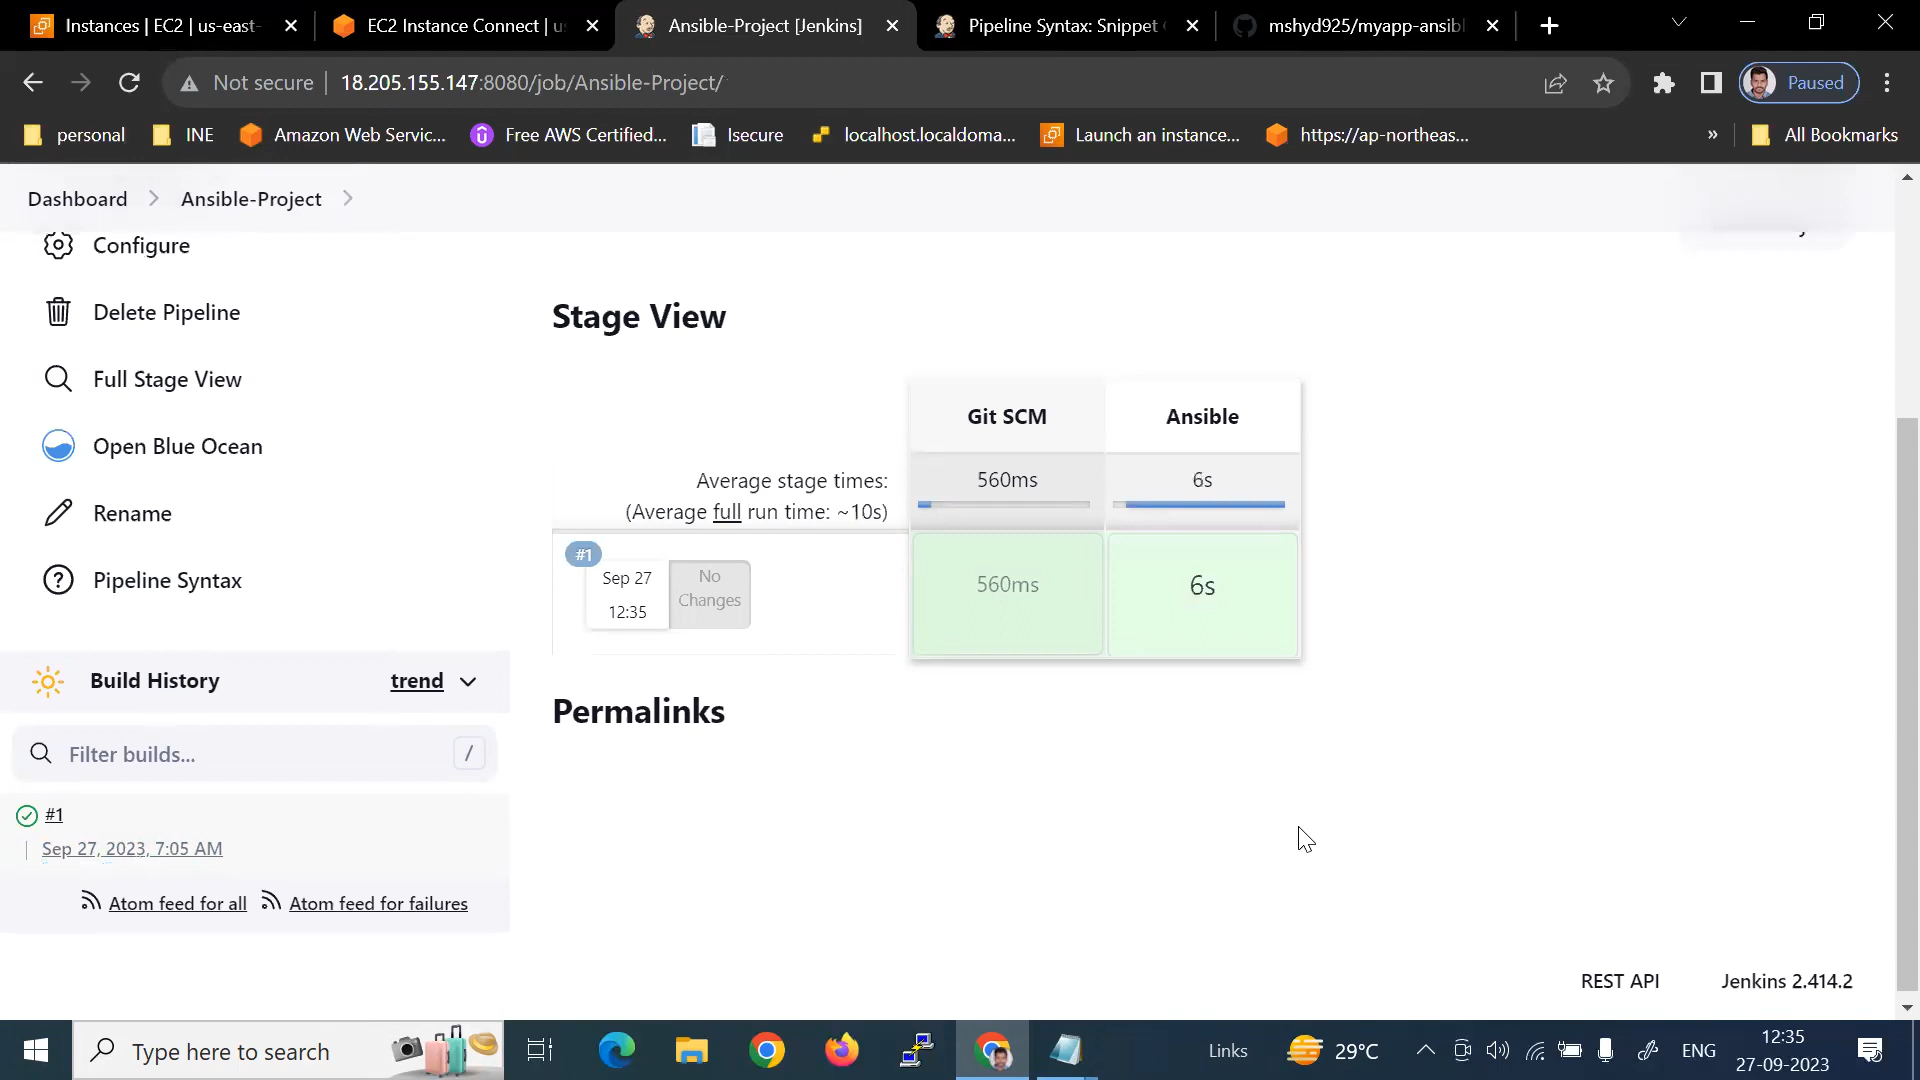 Instances | EC2 | us-east-
EC2 Instance Connect | us
Ansible-Project [Jenkins]
Pipeline Syntax: Snippet
mshyd925/myapp-ansibl
Not secure
18.205.155.147:8080/job/Ansible-Project/
Paused
personal
INE
Amazon Web Servic...
Free AWS Certified...
Isecure
localhost.localdoma...
Launch an instance...
https://ap-northeas...
»
All Bookmarks
Dashboard
Ansible-Project
Configure
Delete Pipeline
Full Stage View
Open Blue Ocean
Rename
Pipeline Syntax
Build History
trend
Filter builds...
/
#1
Sep 27, 2023, 7:05 AM
Atom feed for all
Atom feed for failures
Stage View
Git SCM
Ansible
Average stage times:
(Average full run time: ~10s)
560ms
6s
#1
Sep 27
12:35
No
Changes
560ms
6s
Permalinks
REST API
Jenkins 2.414.2
Type here to search
Links
29°C
ENG
12:35
27-09-2023